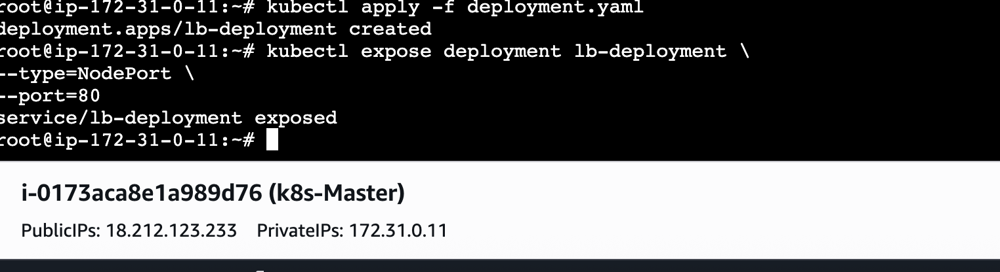 root@ip-172-31-0-11:~# kubectl apply -f deployment.yaml
deployment.apps/lb-deployment created
root@ip-172-31-0-11:~# kubectl expose deployment lb-deployment \
--type=NodePort \
--port=80
service/lb-deployment exposed
root@ip-172-31-0-11:~#
i-0173aca8e1a989d76 (k8s-Master)
PublicIPs: 18.212.123.233 PrivateIPs: 172.31.0.11